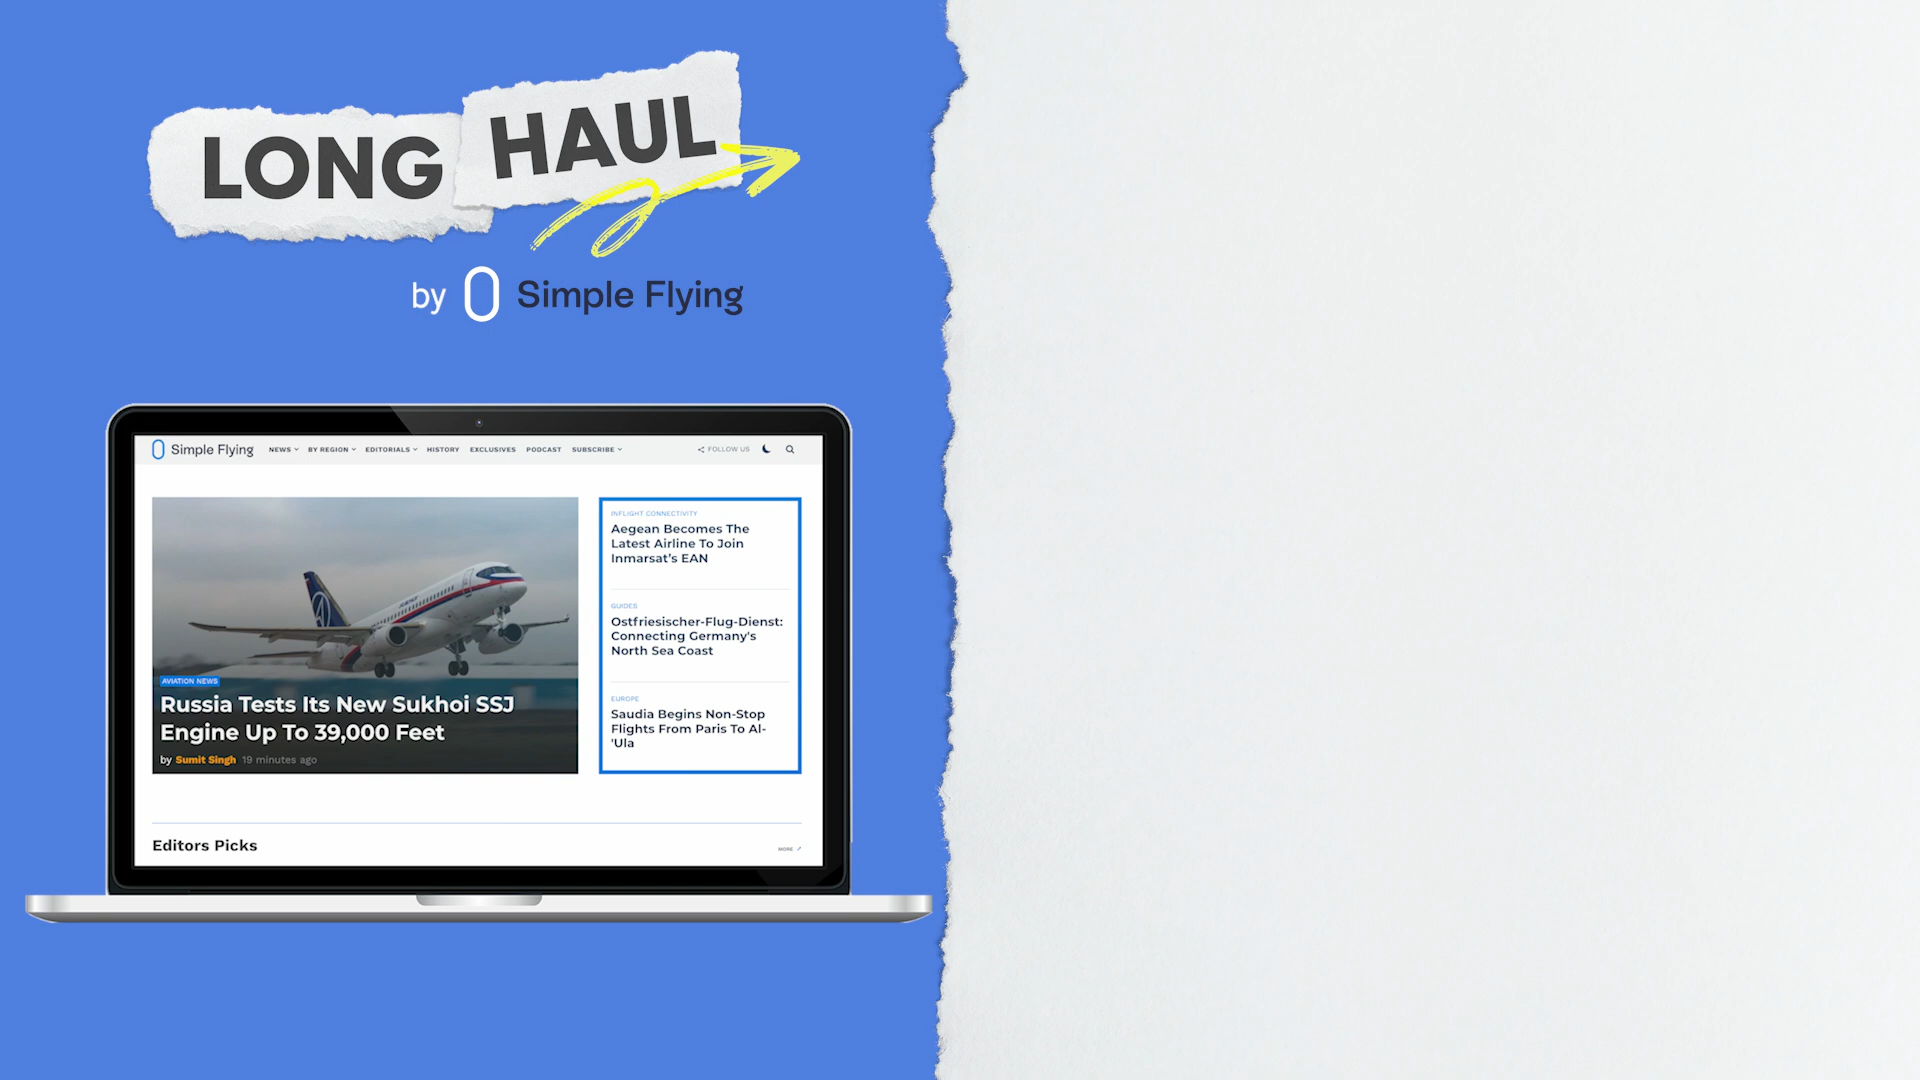 LONG HAUL
by Simple Flying
Simple Flying NEWS BY REGION EDITORIALS HISTORY EXCLUSIVES PODCAST SUBSCRIBE FOLLOW US
AVIATION NEWS
Russia Tests Its New Sukhoi SSJ
Engine Up To 39,000 Feet
by Sumit Singh 19 minutes ago
INFLIGHT CONNECTIVITY
Aegean Becomes The
Latest Airline To Join
Inmarsat's EAN
GUIDES
Ostfriesischer-Flug-Dienst:
Connecting Germany's
North Sea Coast
EUROPE
Saudia Begins Non-Stop
Flights From Paris To Al-
'Ula
Editors Picks
MORE